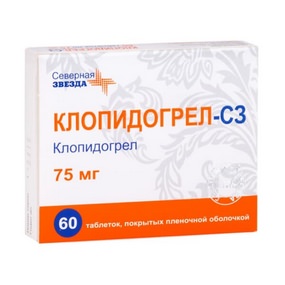 Северная
ЗВЕЗДА
КЛОПИДОГРЕЛ-СЗ
Клопидогрел
75 мг
60 таблеток, покрытых пленочной оболочкой